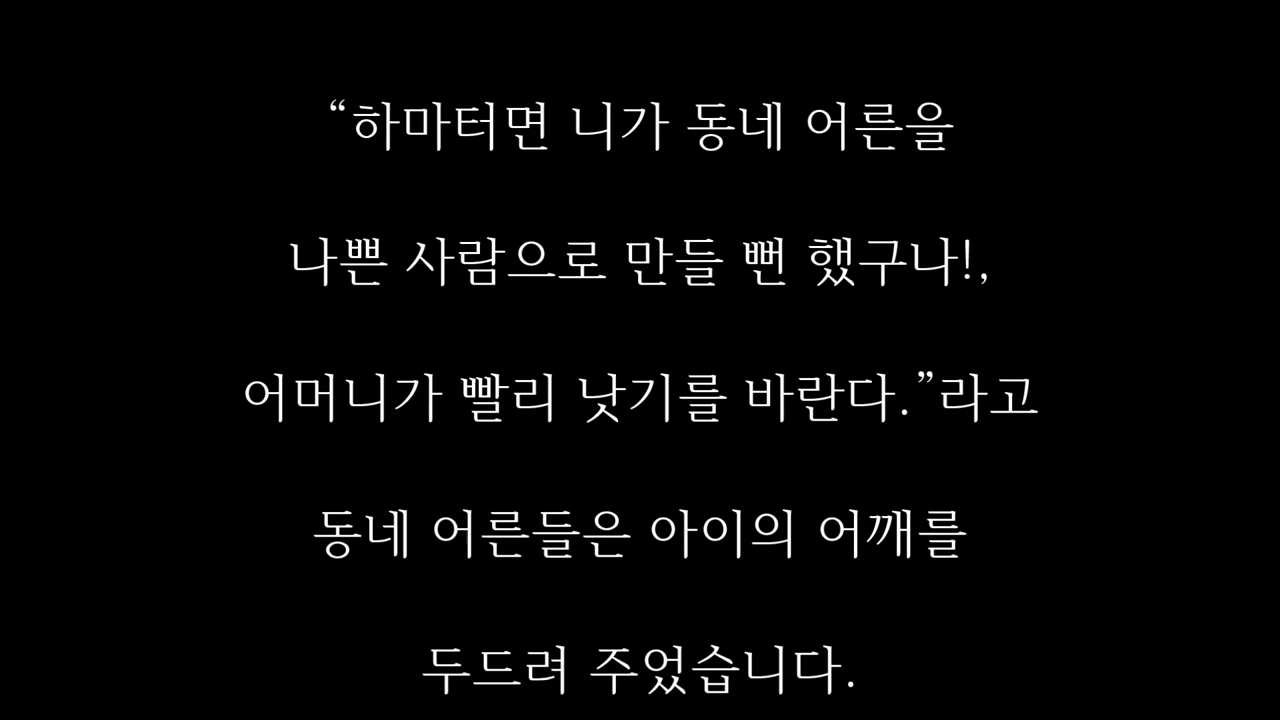 “하마터면 니가 동네 어른을
나쁜 사람으로 만들 뻔 했구나!,
어머니가 빨리 낫기를 바란다.”라고
동네 어른들은 아이의 어깨를
두드려 주었습니다.